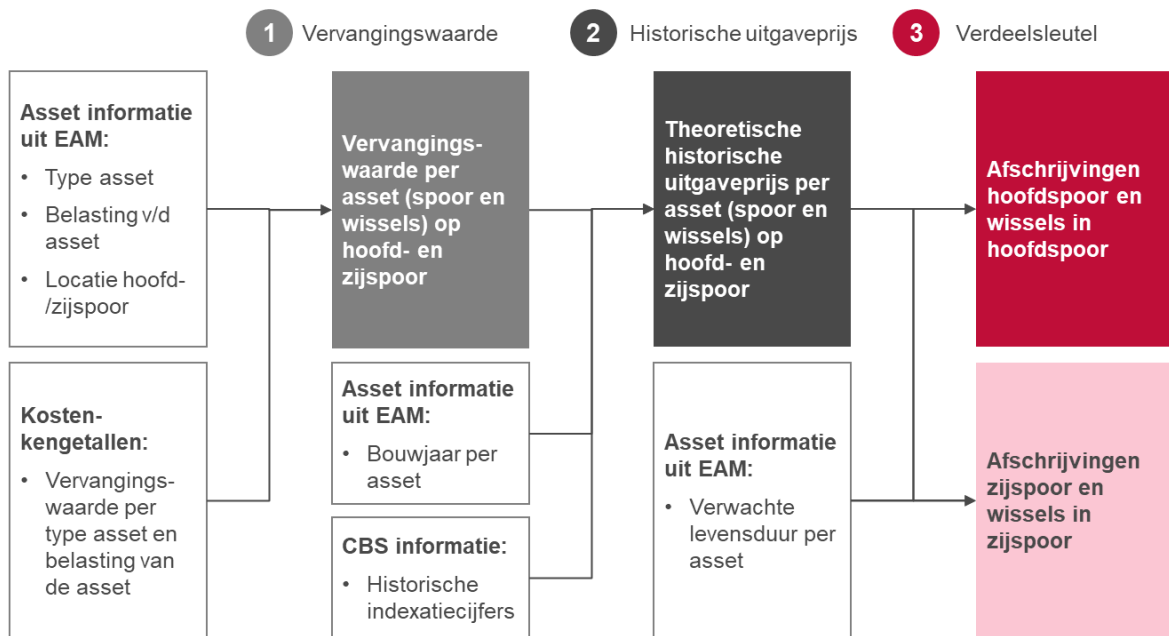 1 Vervangingswaarde
2 Historische uitgaveprijs
3 Verdeelsleutel
Asset informatie
uit EAM:
• Type asset
• Belasting v/d
asset
• Locatie hoofd-
/zijspoor
Kosten-
kengetallen:
• Vervangings-
waarde per
type asset en
belasting van
de asset
Vervangings-
waarde per
asset (spoor en
wissels) op
hoofd- en
zijspoor
Asset informatie
uit EAM:
• Bouwjaar per
asset
CBS informatie:
• Historische
indexatiecijfers
Theoretische
historische
uitgaveprijs per
asset (spoor en
wissels) op
hoofd- en
zijspoor
Asset informatie
uit EAM:
• Verwachte
levensduur per
asset
Afschrijvingen
hoofdspoor en
wissels in
hoofdspoor
Afschrijvingen
zijspoor en
wissels in
zijspoor